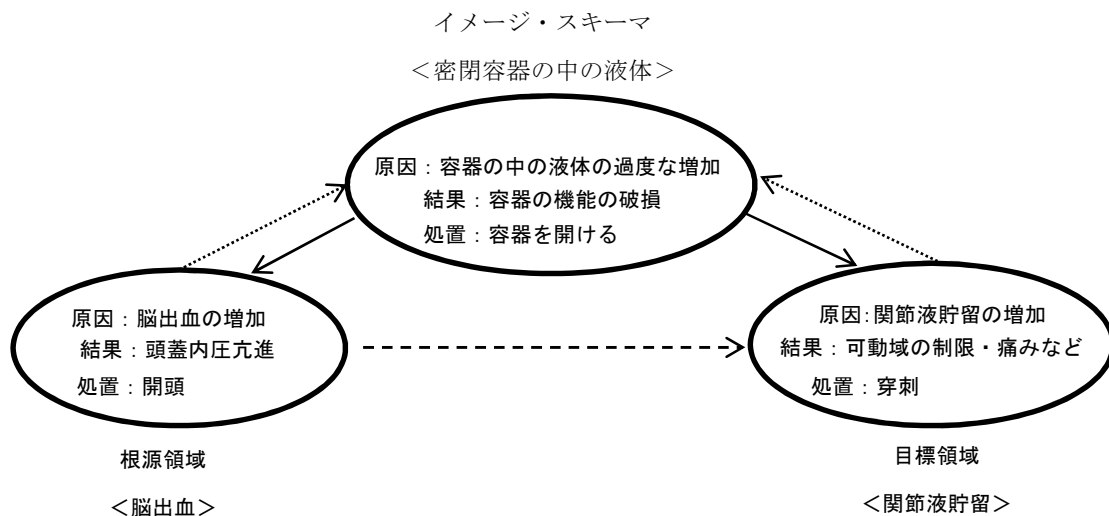 イメージ・スキーマ
＜密閉容器の中の液体＞
原因：容器の中の液体の過度な増加
結果：容器の機能の破損
処置：容器を開ける
原因：脳出血の増加
結果：頭蓋内圧亢進
処置：開頭
根源領域
＜脳出血＞
原因：関節液貯留の増加
結果：可動域の制限・痛みなど
処置：穿刺
目標領域
＜関節液貯留＞